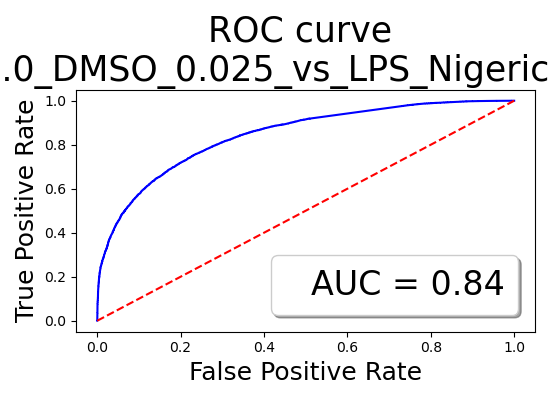 ROC curve
.0_DMSO_0.025_vs_LPS_Nigeric
True Positive Rate
1.0
0.8
0.6
0.4
0.2
0.0
AUC = 0.84
0.0 0.2 0.4 0.6 0.8 1.0
False Positive Rate